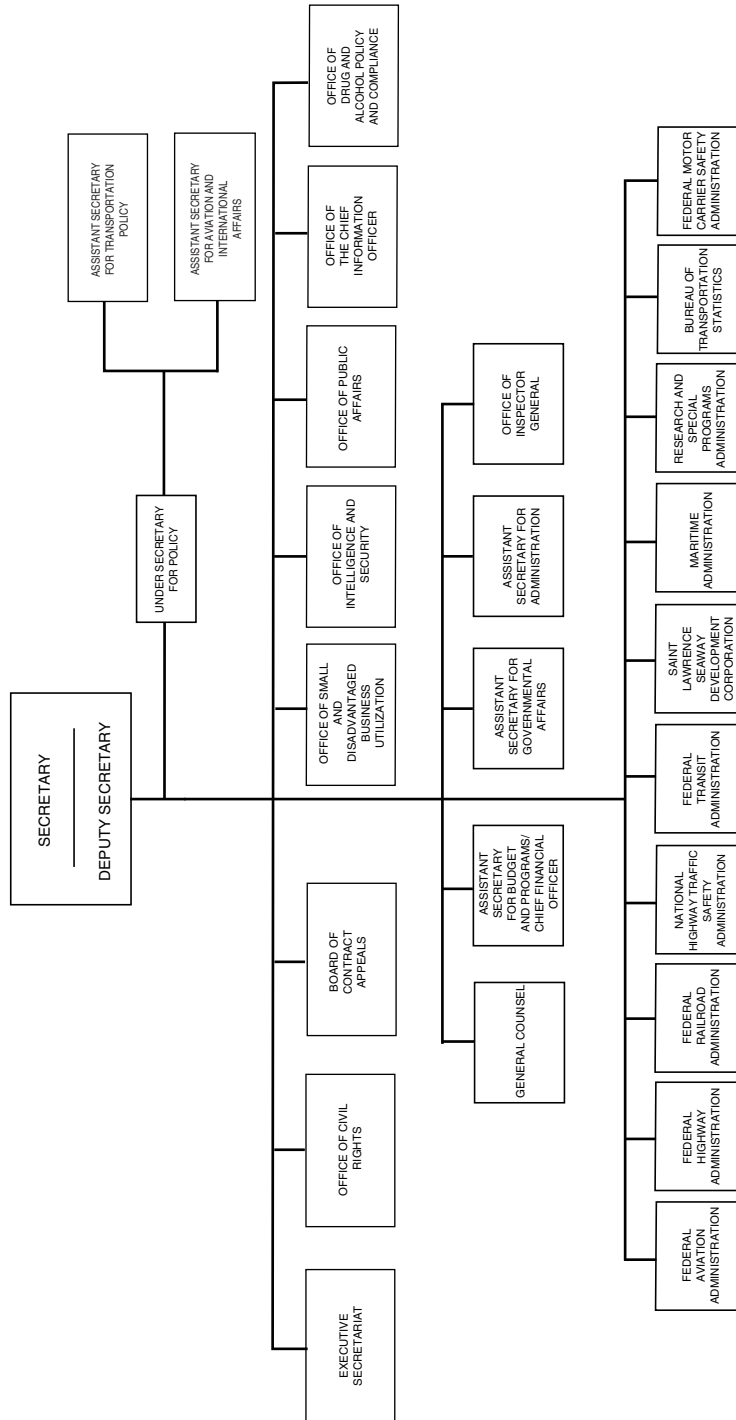 SECRETARY
DEPUTY SECRETARY
UNDER SECRETARY
FOR POLICY
ASSISTANT SECRETARY
FOR TRANSPORTATION
POLICY
ASSISTANT SECRETARY
FOR AVIATION AND
INTERNATIONAL
AFFAIRS
EXECUTIVE
SECRETARIAT
OFFICE OF CIVIL
RIGHTS
BOARD OF
CONTRACT
APPEALS
OFFICE OF SMALL
AND
DISADVANTAGED
BUSINESS
UTILIZATION
OFFICE OF
INTELLIGENCE AND
SECURITY
OFFICE OF PUBLIC
AFFAIRS
OFFICE OF
THE CHIEF
INFORMATION
OFFICER
OFFICE OF
DRUG AND
ALCOHOL POLICY
AND COMPLIANCE
GENERAL COUNSEL
ASSISTANT
SECRETARY
FOR BUDGET
AND PROGRAMS/
CHIEF FINANCIAL
OFFICER
ASSISTANT
SECRETARY FOR
GOVERNMENTAL
AFFAIRS
ASSISTANT
SECRETARY FOR
ADMINISTRATION
OFFICE OF
INSPECTOR
GENERAL
FEDERAL
AVIATION
ADMINISTRATION
FEDERAL
HIGHWAY
ADMINISTRATION
FEDERAL
RAILROAD
ADMINISTRATION
NATIONAL
HIGHWAY TRAFFIC
SAFETY
ADMINISTRATION
FEDERAL
TRANSIT
ADMINISTRATION
SAINT
LAWRENCE
SEAWAY
DEVELOPMENT
CORPORATION
MARITIME
ADMINISTRATION
RESEARCH AND
SPECIAL
PROGRAMS
ADMINISTRATION
BUREAU OF
TRANSPORTATION
STATISTICS
FEDERAL MOTOR
CARRIER SAFETY
ADMINISTRATION